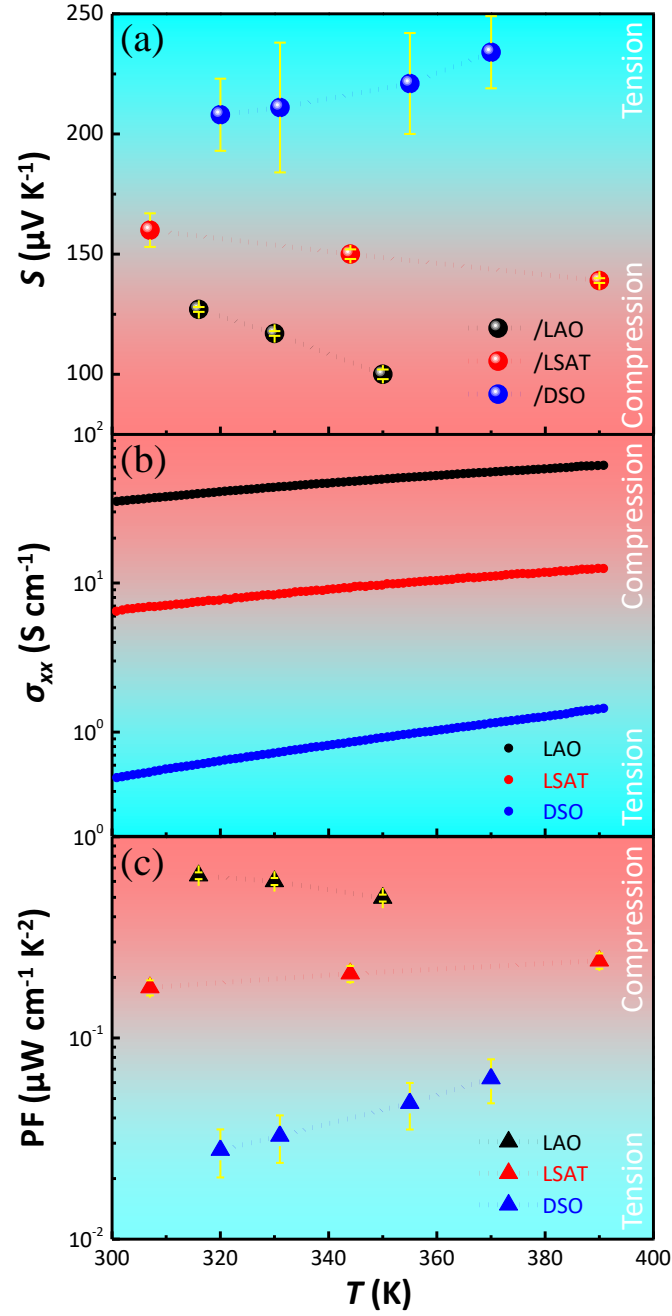 250
(a)
Tension
200
S (µV K⁻¹)
150
/LAO
/LSAT
/DSO
100
Compression
10²
(b)
Compression
10¹
σxx (S cm⁻¹)
10⁰
LAO
LSAT
DSO
Tension
10⁰
(c)
Compression
PF (µW cm⁻¹ K⁻²)
10⁻¹
LAO
LSAT
DSO
Tension
10⁻²
300 320 340 360 380 400
T (K)